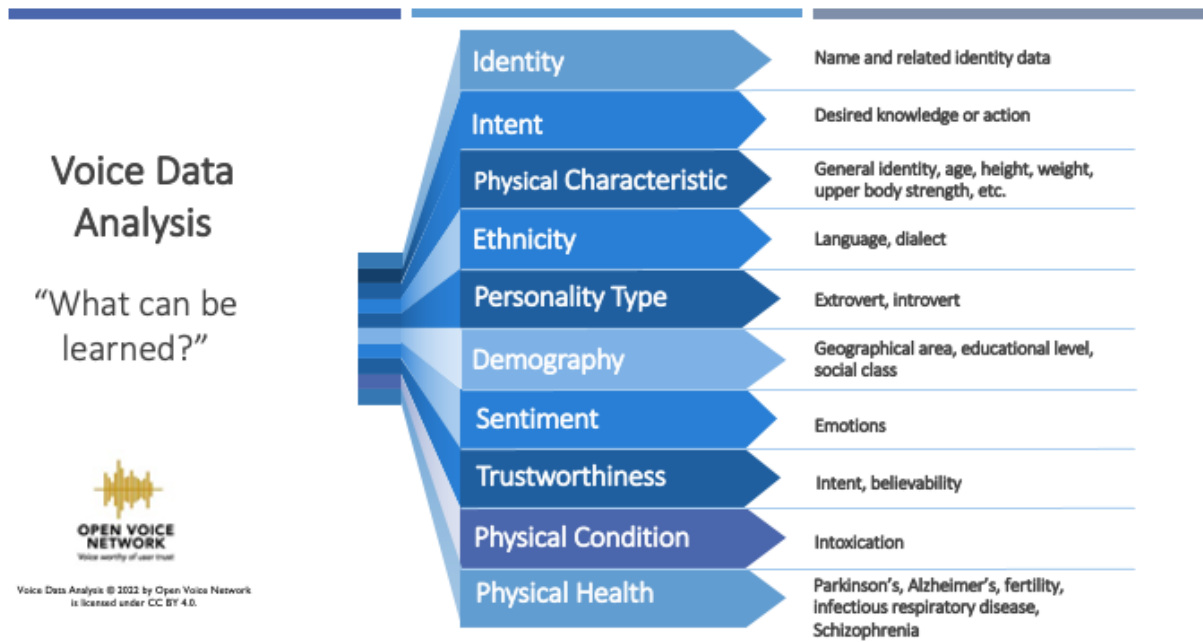 Voice Data
Analysis
“What can be
learned?”
OPEN VOICE
NETWORK
Voice worthy of user trust
Voice Data Analysis © 2022 by Open Voice Network
is licensed under CC BY 4.0.
Identity
Name and related identity data
Intent
Desired knowledge or action
Physical Characteristic
General identity, age, height, weight,
upper body strength, etc.
Ethnicity
Language, dialect
Personality Type
Extrovert, introvert
Demography
Geographical area, educational level,
social class
Sentiment
Emotions
Trustworthiness
Intent, believability
Physical Condition
Intoxication
Physical Health
Parkinson’s, Alzheimer’s, fertility,
infectious respiratory disease,
Schizophrenia